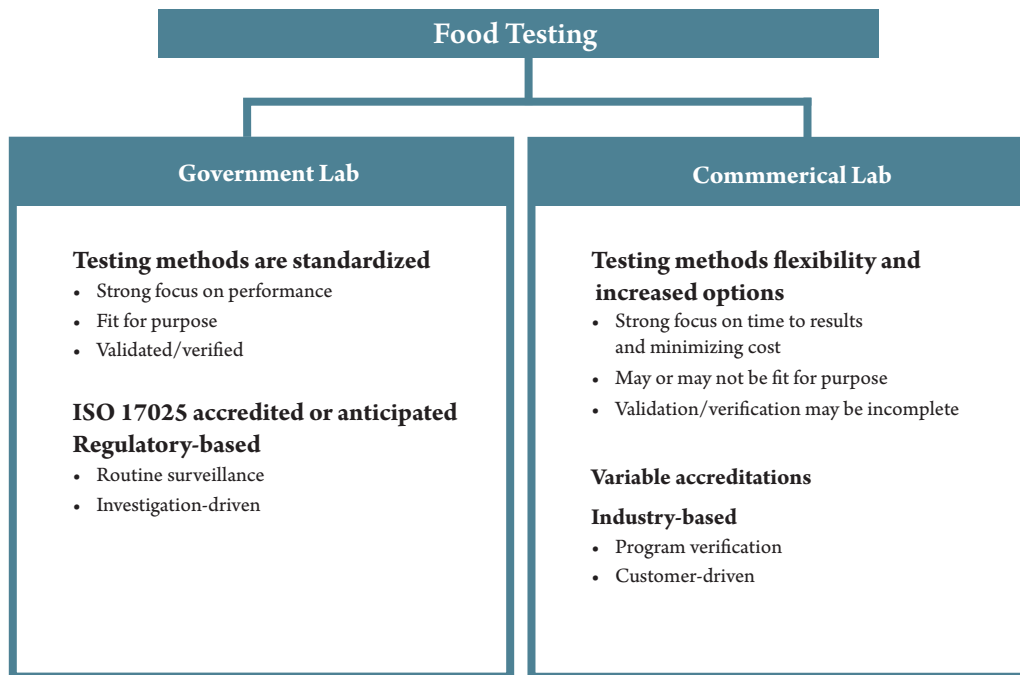 Food Testing
Government Lab
Testing methods are standardized
• Strong focus on performance
• Fit for purpose
• Validated/verified
ISO 17025 accredited or anticipated
Regulatory-based
• Routine surveillance
• Investigation-driven
Commmerical Lab
Testing methods flexibility and
increased options
• Strong focus on time to results
and minimizing cost
• May or may not be fit for purpose
• Validation/verification may be incomplete
Variable accreditations
Industry-based
• Program verification
• Customer-driven